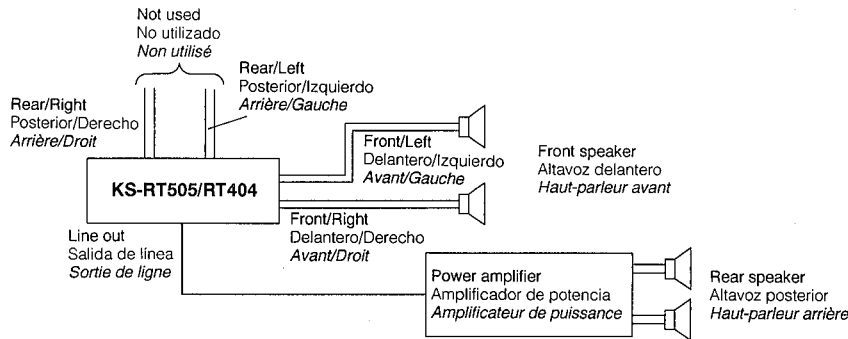 Not used
No utilizado
Non utilisé
Rear/Left
Posterior/Izquierdo
Arrière/Gauche
Rear/Right
Posterior/Derecho
Arrière/Droit
Front/Left
Delantero/Izquierdo
Avant/Gauche
Front speaker
Altavoz delantero
Haut-parleur avant
KS-RT505/RT404
Front/Right
Delantero/Derecho
Avant/Droit
Line out
Salida de línea
Sortie de ligne
Power amplifier
Amplificador de potencia
Amplificateur de puissance
Rear speaker
Altavoz posterior
Haut-parleur arrière